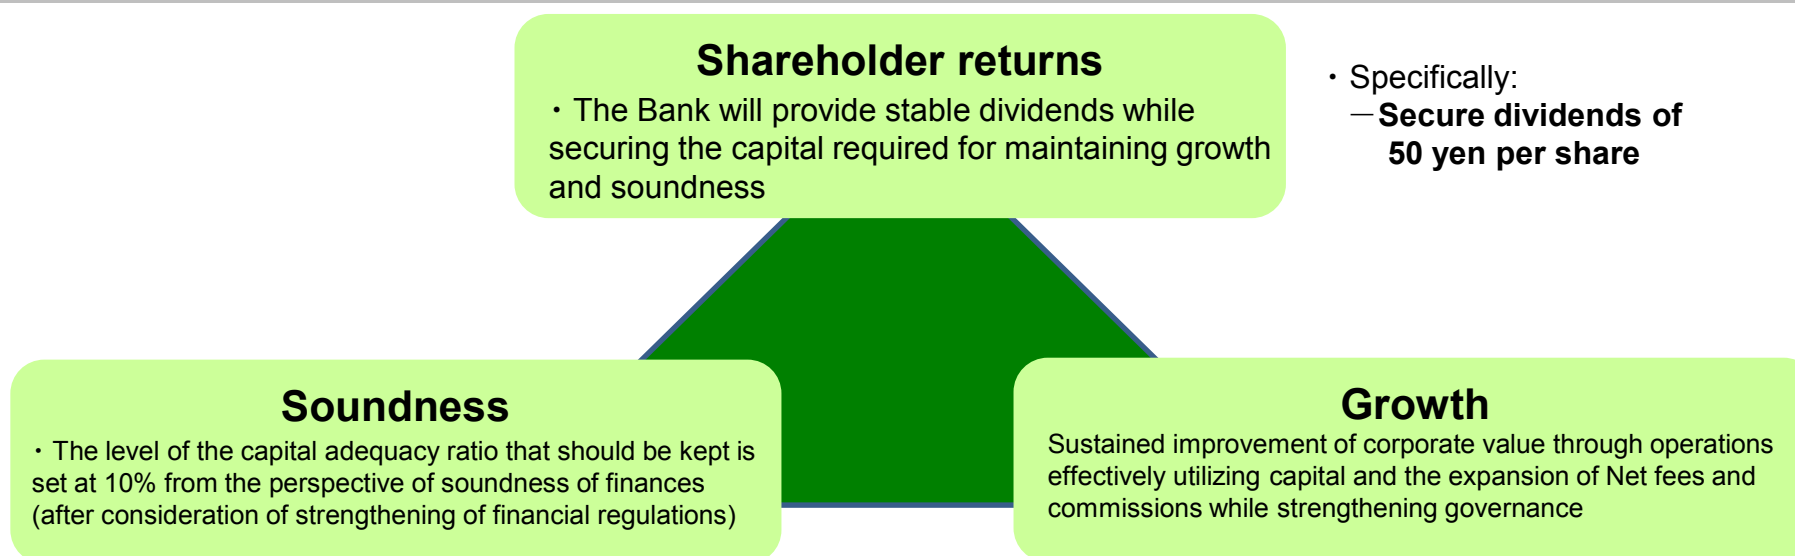 Shareholder returns
・The Bank will provide stable dividends while
securing the capital required for maintaining growth
and soundness
・Specifically:
－Secure dividends of
50 yen per share
Soundness
・The level of the capital adequacy ratio that should be kept is
set at 10% from the perspective of soundness of finances
(after consideration of strengthening of financial regulations)
Growth
Sustained improvement of corporate value through operations
effectively utilizing capital and the expansion of Net fees and
commissions while strengthening governance